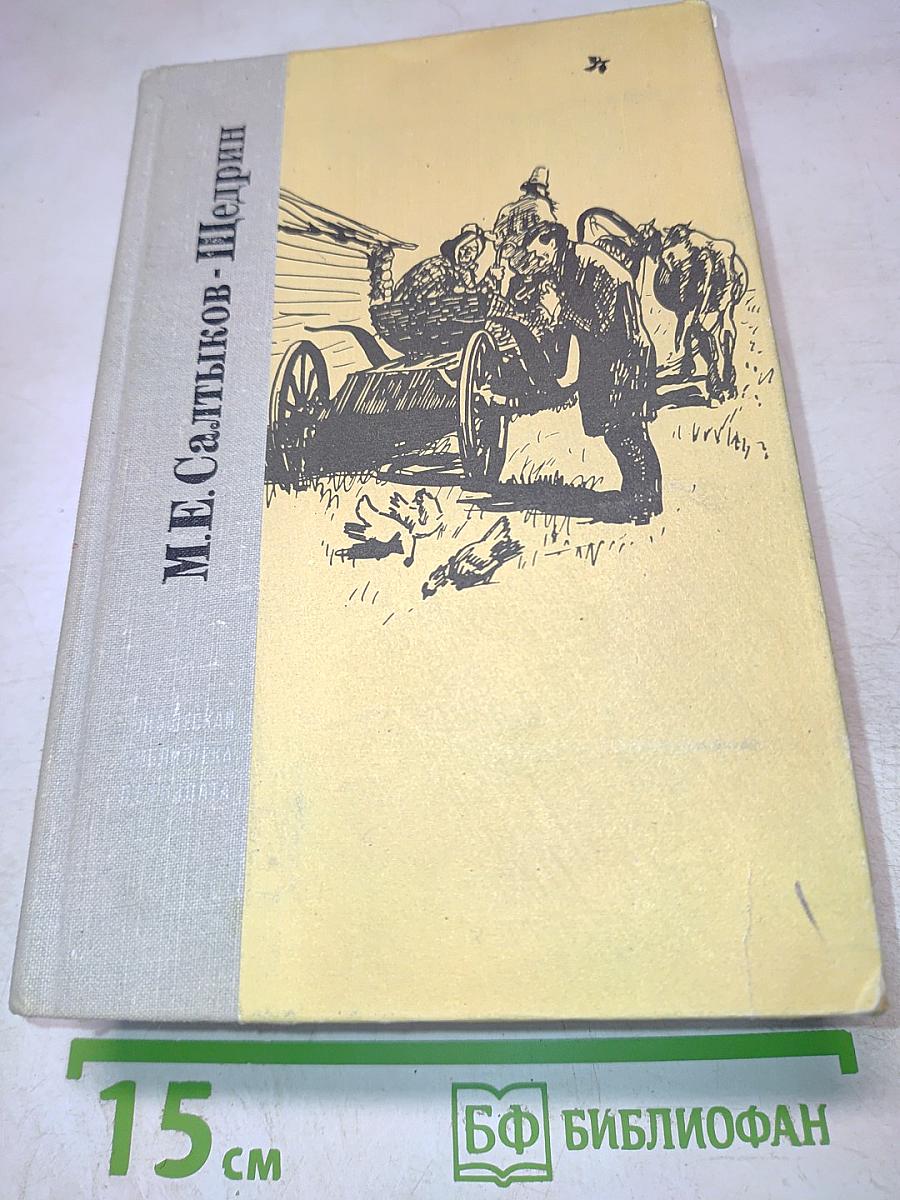 М.Е. Салтыков-Щедрин
15 см
БФ БИБЛИОФАН